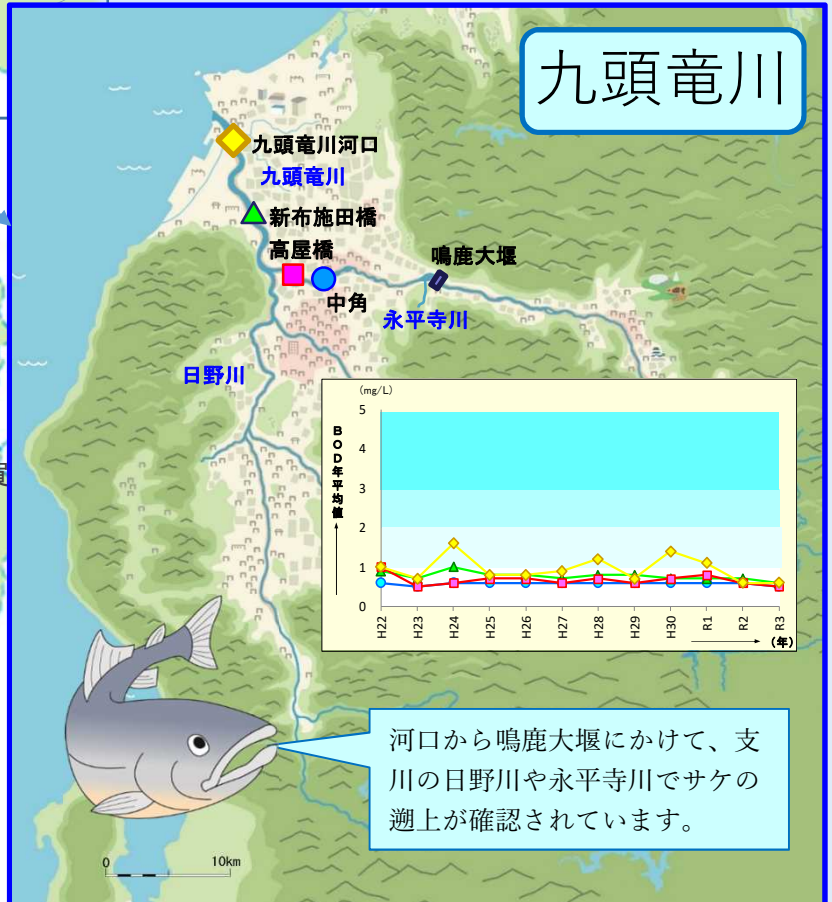 九頭竜川
九頭竜川河口
九頭竜川
新布施田橋
高屋橋
中角
鳴鹿大堰
永平寺川
日野川
(mg/L)
BOD年平均値
5
4
3
2
1
0
H22
H23
H24
H25
H26
H27
H28
H29
H30
R1
R2
R3
(年)
河口から鳴鹿大堰にかけて、支
川の日野川や永平寺川でサケの
遡上が確認されています。
0 10km